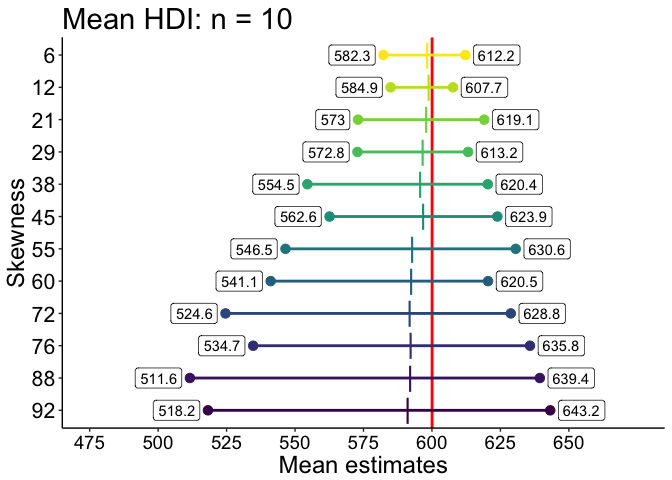 Mean HDI: n = 10
6 582.3 612.2
12 584.9 607.7
21 573 619.1
29 572.8 613.2
38 554.5 620.4
45 562.6 623.9
55 546.5 630.6
60 541.1 620.5
72 524.6 628.8
76 534.7 635.8
88 511.6 639.4
92 518.2 643.2
Skewness
475 500 525 550 575 600 625 650
Mean estimates